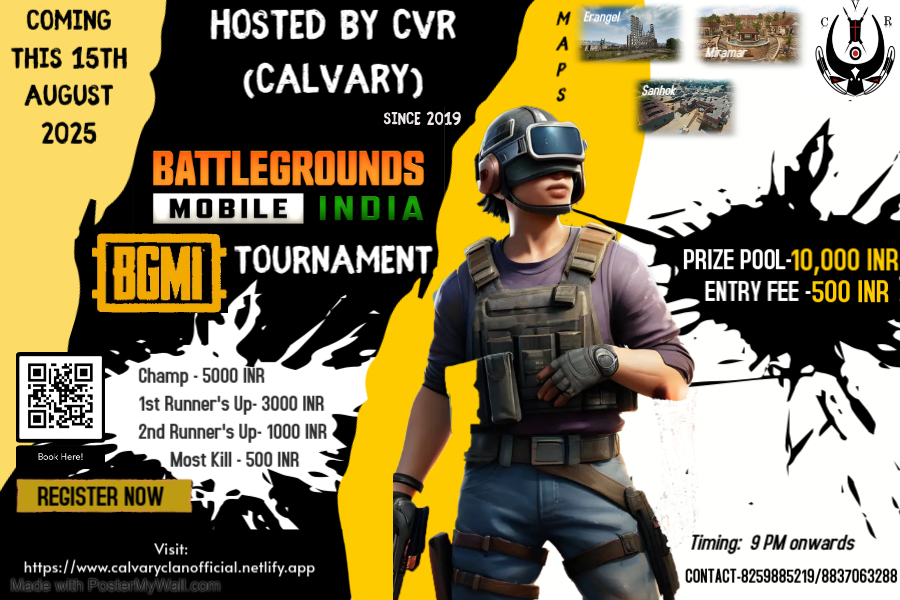 COMING
THIS 15TH
AUGUST
2025
HOSTED BY CVR
(CALVARY)
SINCE 2019
MAPS
Erangel
Miramar
Sanhok
C V R
BATTLEGROUNDS
MOBILE INDIA
BGMI TOURNAMENT
PRIZE POOL-10,000 INR
ENTRY FEE -500 INR
Champ - 5000 INR
1st Runner's Up- 3000 INR
2nd Runner's Up- 1000 INR
Most Kill - 500 INR
Book Here!
REGISTER NOW
Visit:
https://www.calvaryclanofficial.netlify.app
Made with PosterMyWall.com
Timing: 9 PM onwards
CONTACT-8259885219/8837063288